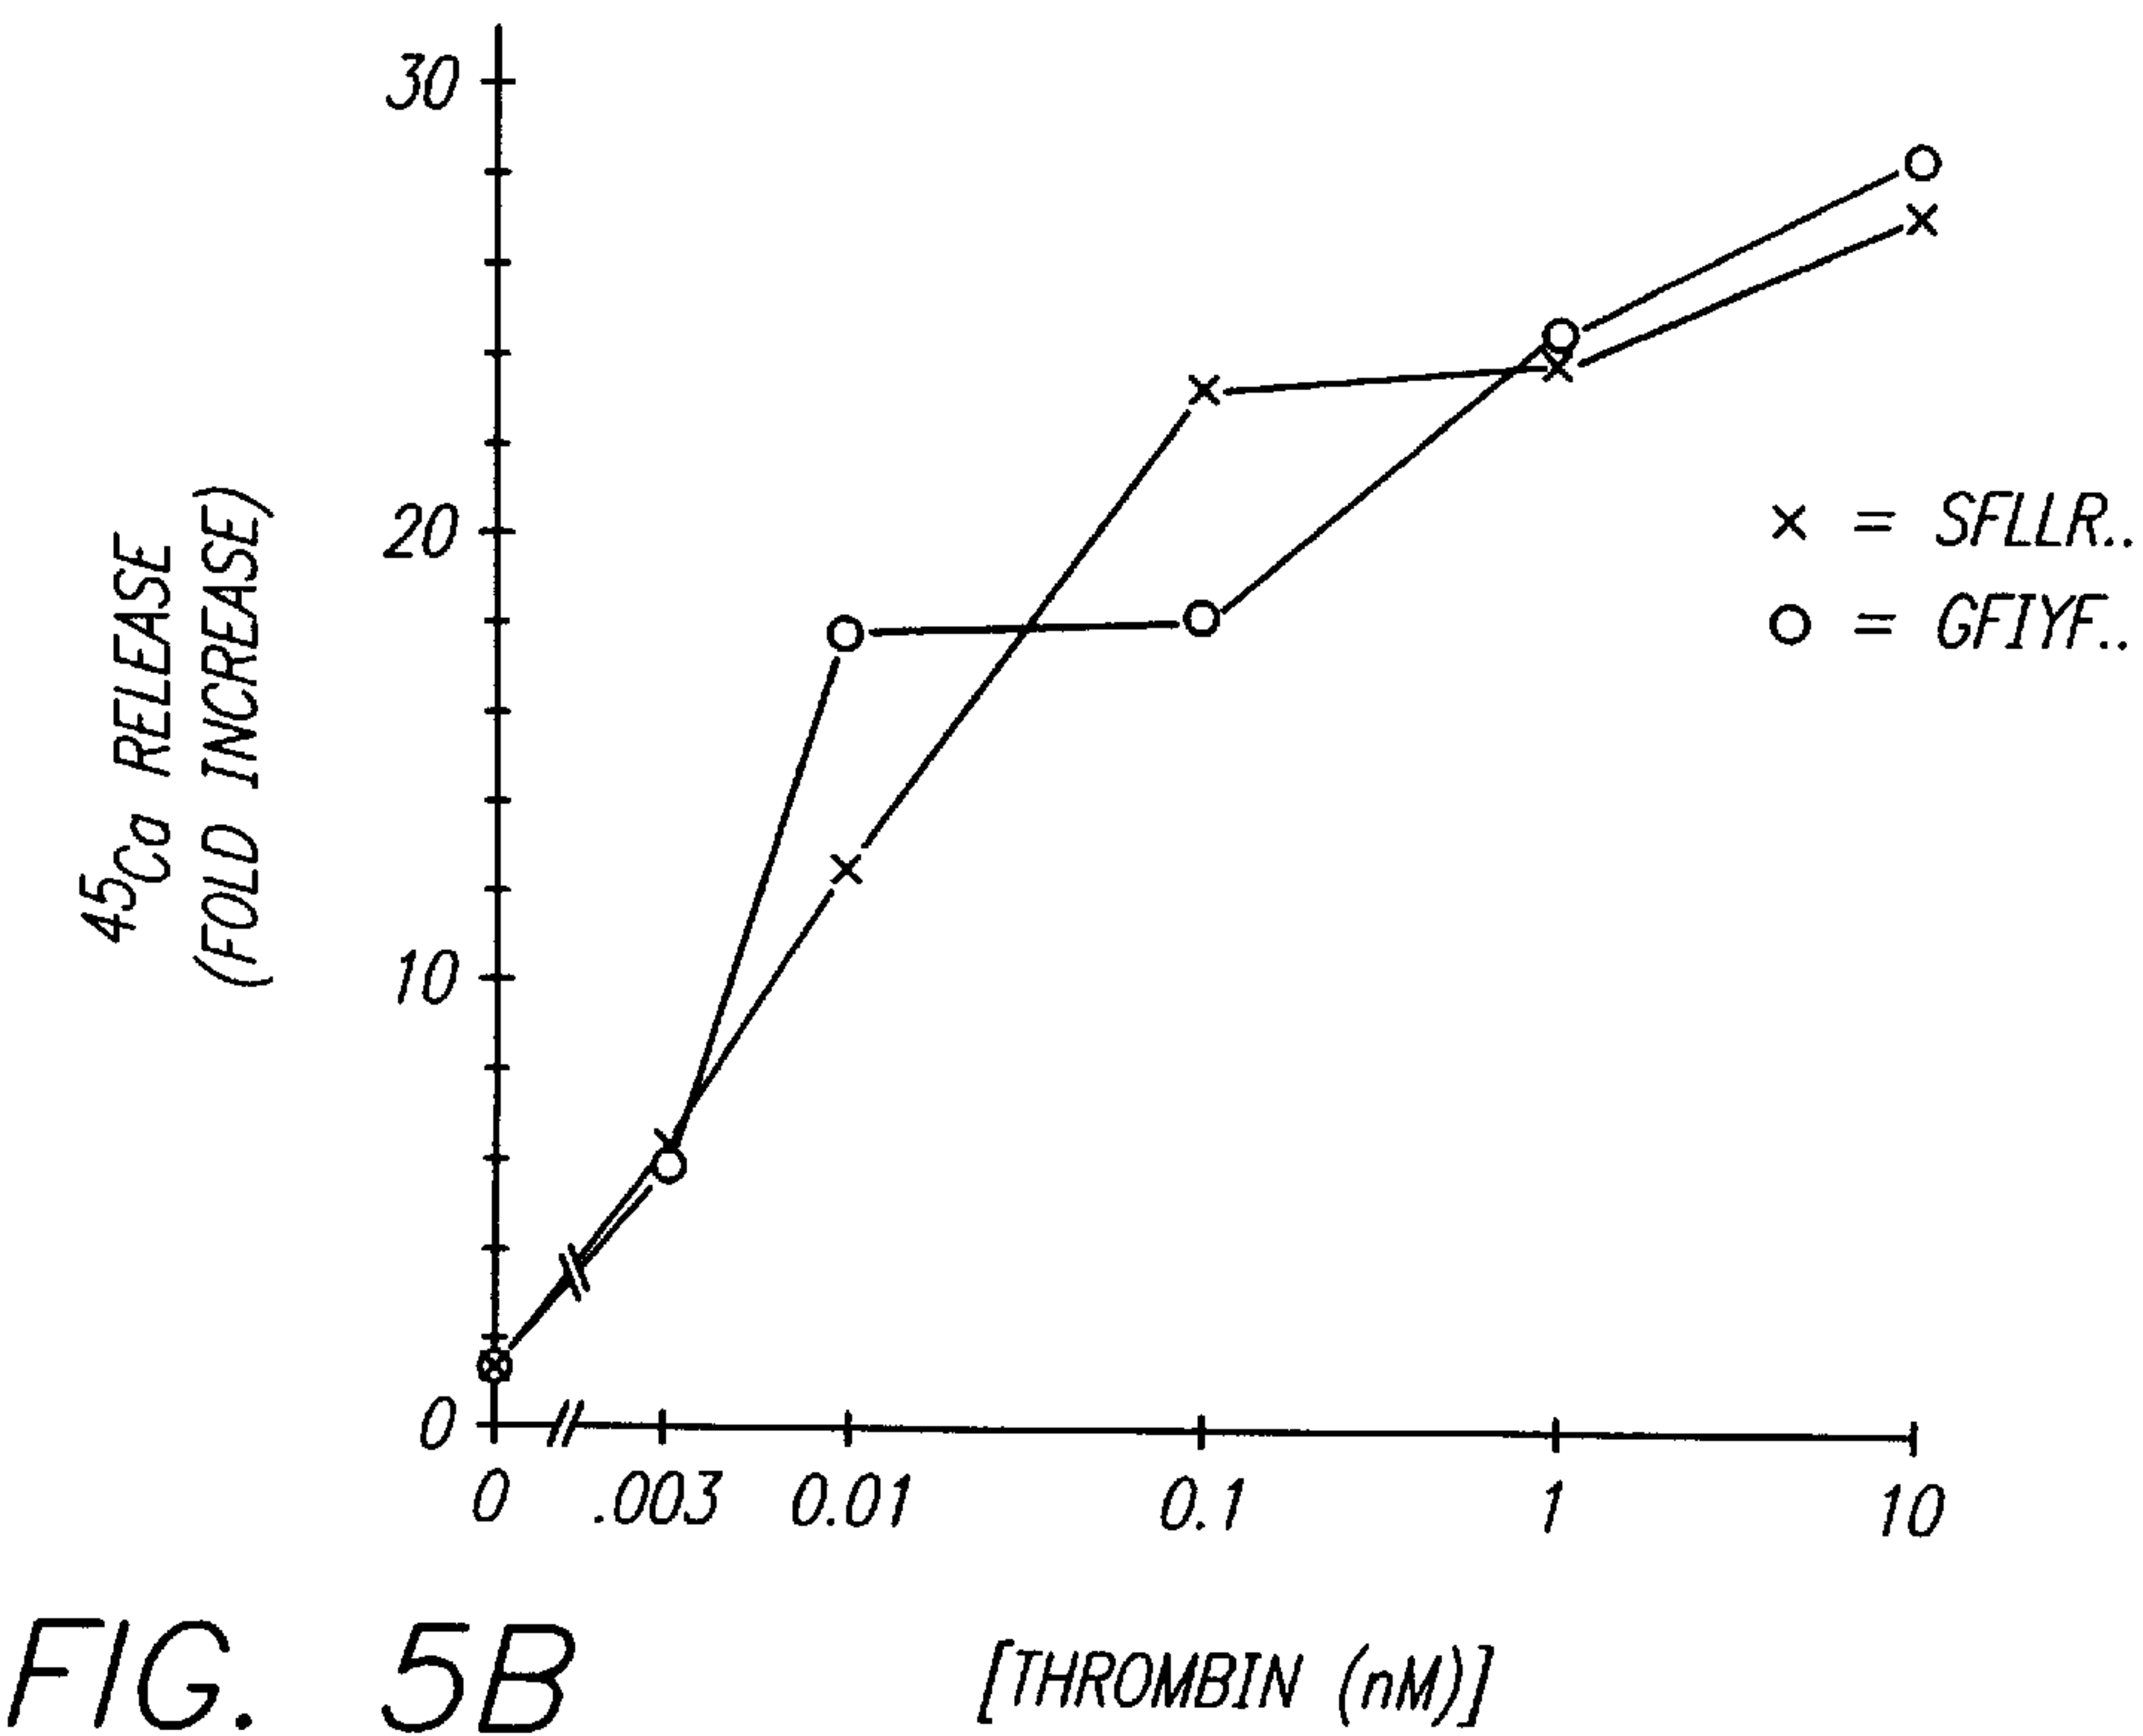 30
20
10
0
45Ca RELEASE
(FOLD INCREASE)
x = SFLLR..
o = GFIYF..
0 .003 0.01 0.1 1 10
[THROMBIN (nM)]
FIG. 5B